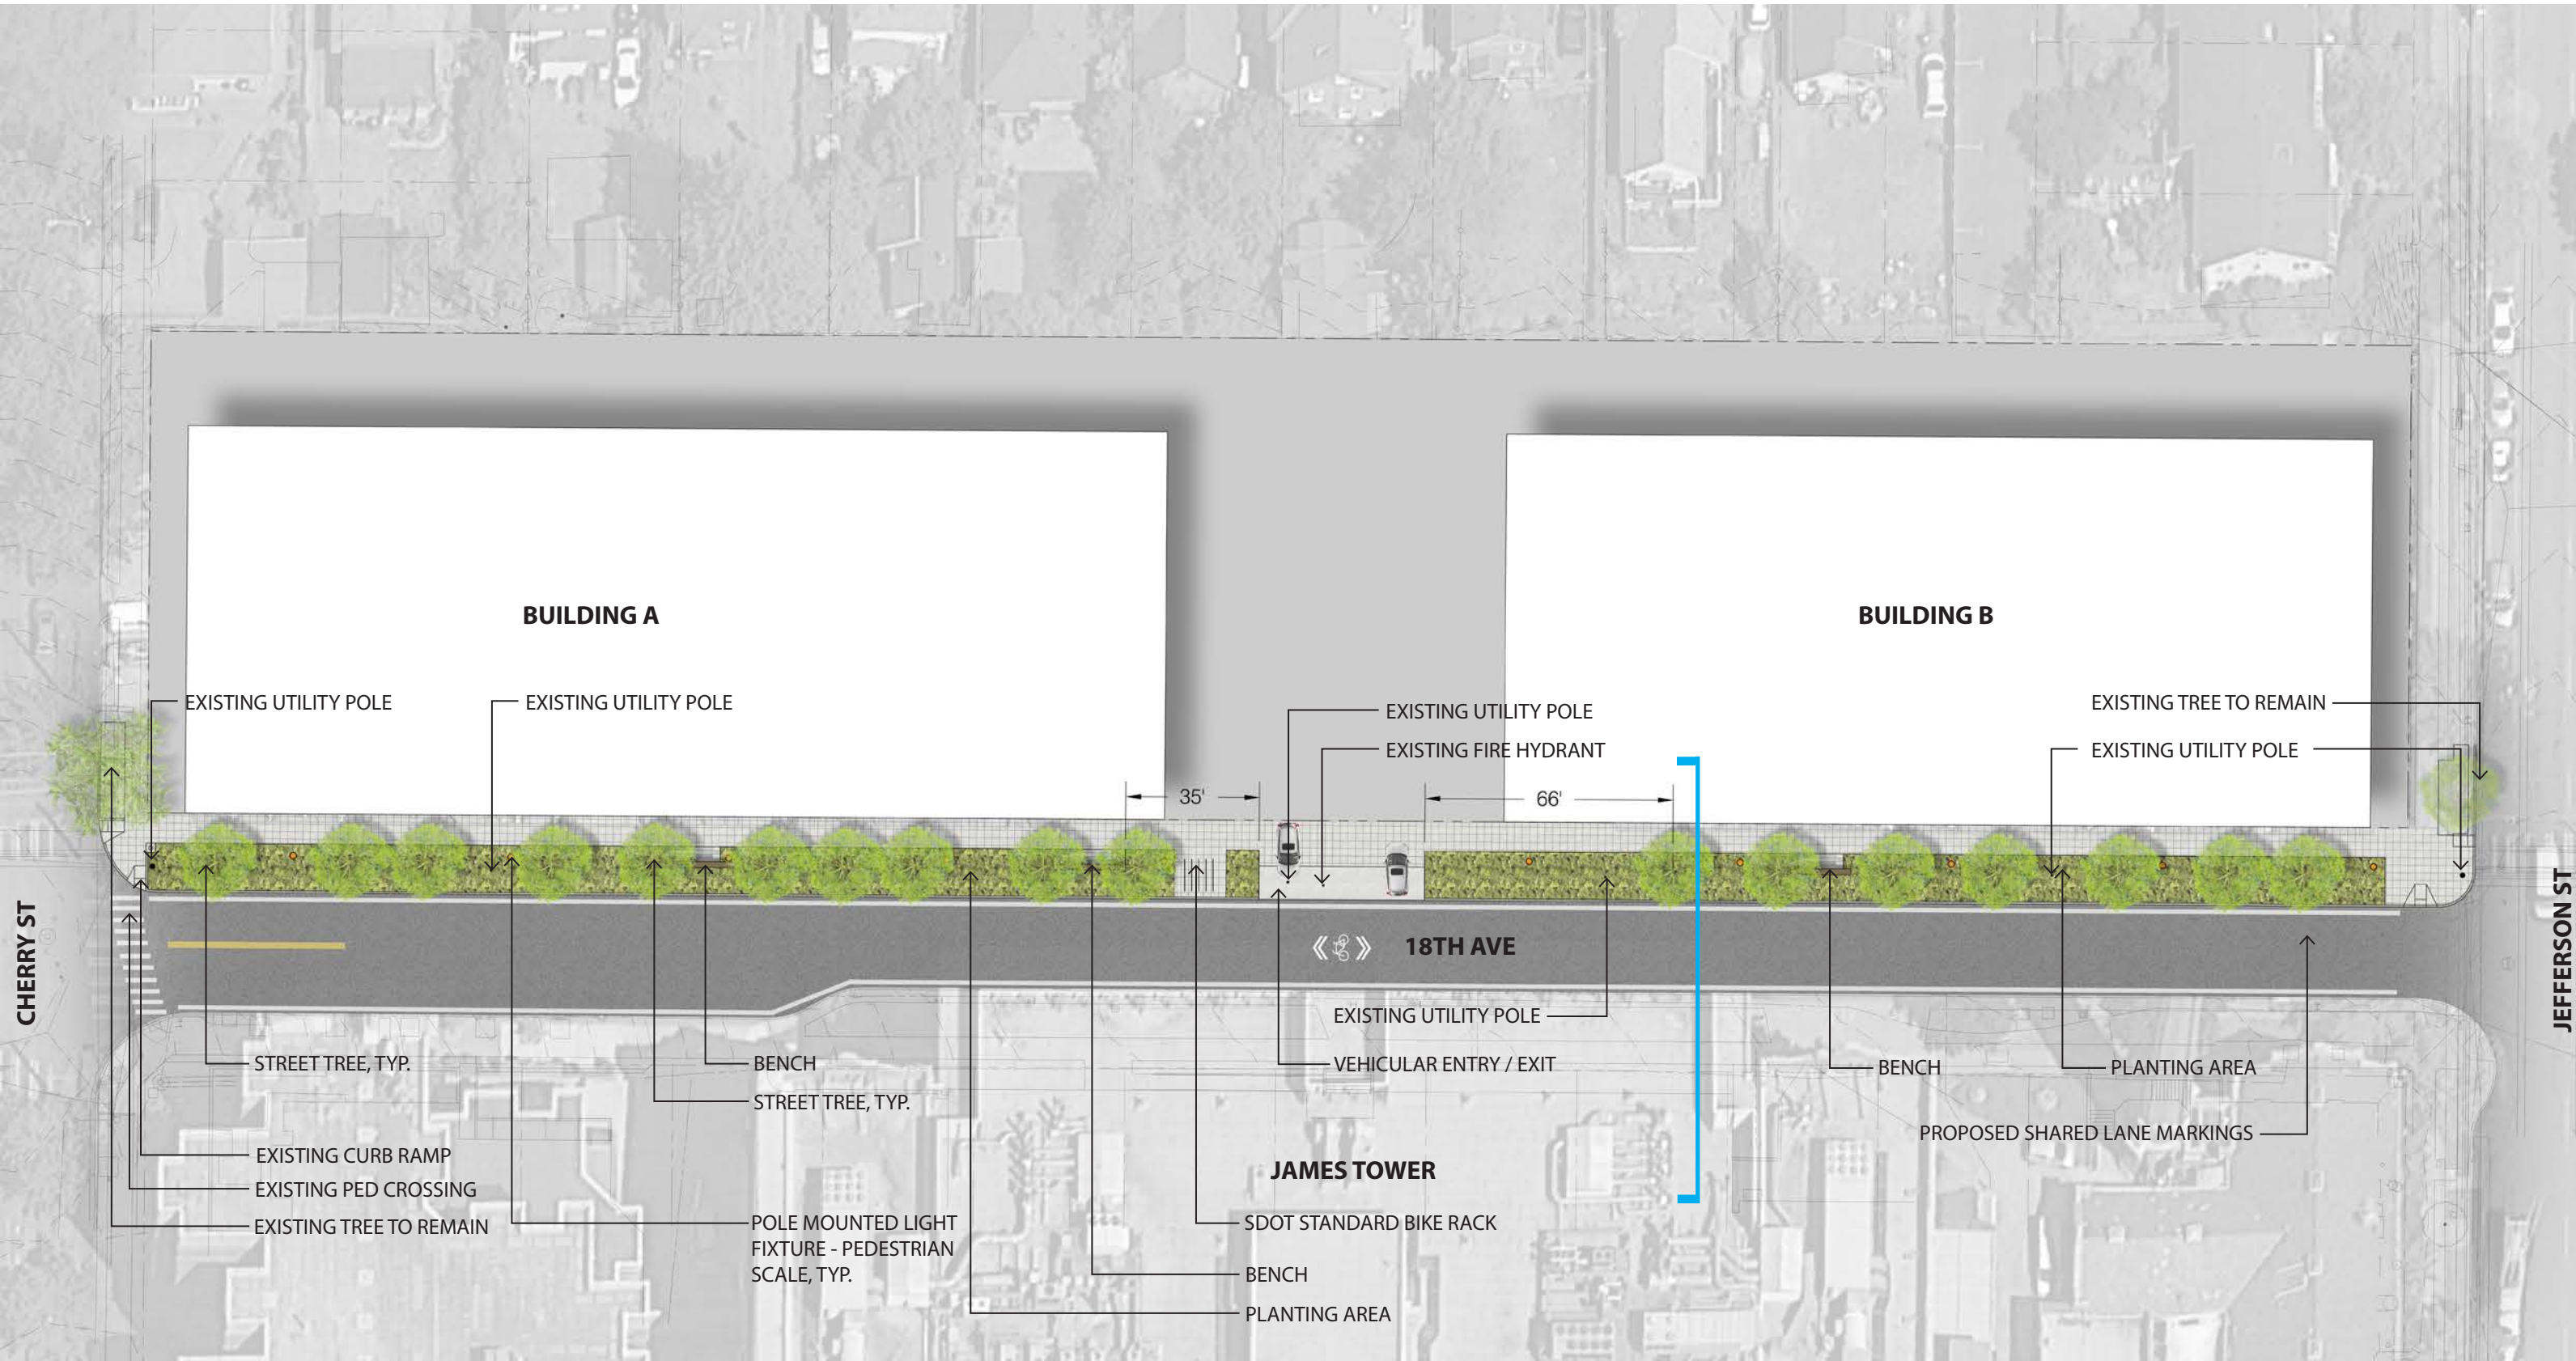 BUILDING A
BUILDING B
EXISTING UTILITY POLE
EXISTING UTILITY POLE
EXISTING UTILITY POLE
EXISTING FIRE HYDRANT
EXISTING TREE TO REMAIN
EXISTING UTILITY POLE
35'
66'
CHERRY ST
18TH AVE
JEFFERSON ST
EXISTING UTILITY POLE
VEHICULAR ENTRY / EXIT
STREET TREE, TYP.
BENCH
STREET TREE, TYP.
BENCH
PLANTING AREA
PROPOSED SHARED LANE MARKINGS
EXISTING CURB RAMP
EXISTING PED CROSSING
EXISTING TREE TO REMAIN
JAMES TOWER
POLE MOUNTED LIGHT
FIXTURE - PEDESTRIAN
SCALE, TYP.
SDOT STANDARD BIKE RACK
BENCH
PLANTING AREA